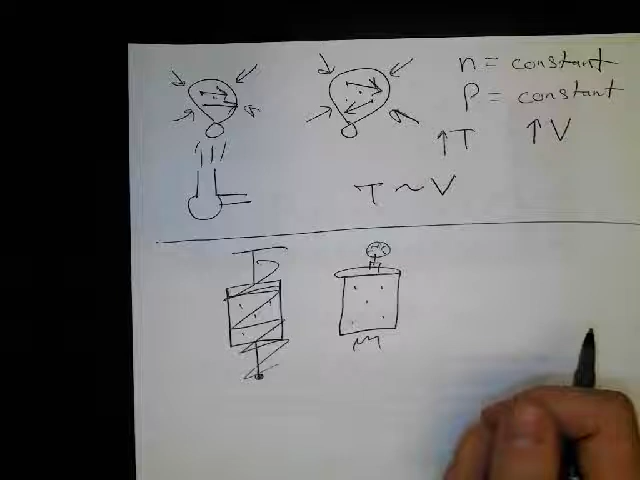 n = constant
P = constant
↑T ↑V
T ~ V